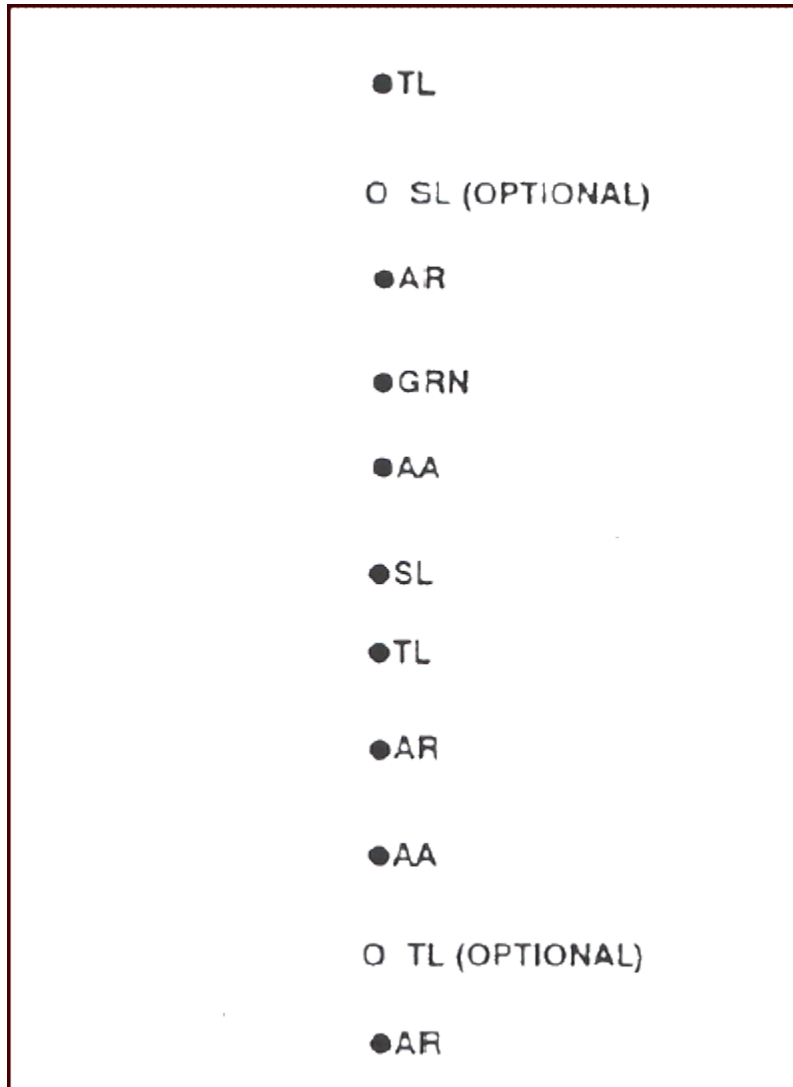 ●TL
O SL (OPTIONAL)
●AR
●GRN
●AA
●SL
●TL
●AR
●AA
O TL (OPTIONAL)
●AR